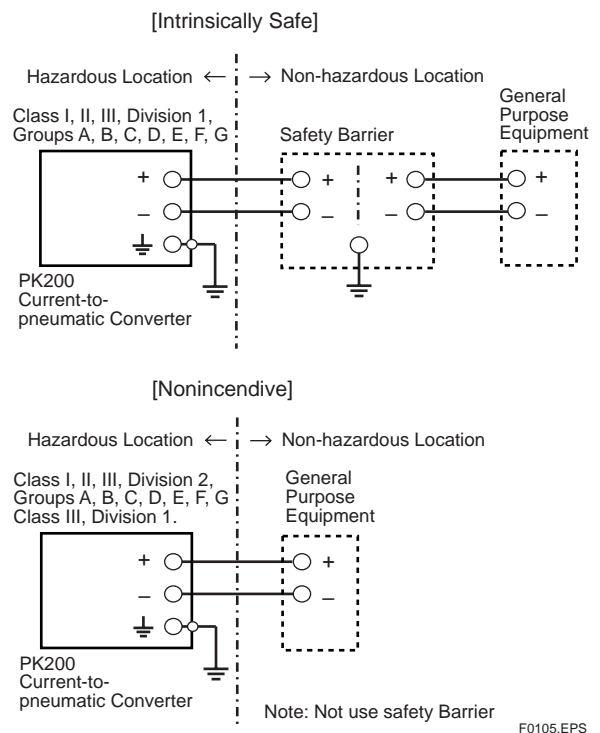 [Intrinsically Safe]
Hazardous Location ← → Non-hazardous Location
Class I, II, III, Division 1,
Groups A, B, C, D, E, F, G
Safety Barrier
General
Purpose
Equipment
+ + + +
– – – –
PK200
Current-to-
pneumatic Converter
[Nonincendive]
Hazardous Location ← → Non-hazardous Location
Class I, II, III, Division 2,
Groups A, B, C, D, E, F, G
Class III, Division 1.
General
Purpose
Equipment
+ +
– –
PK200
Current-to-
pneumatic Converter
Note: Not use safety Barrier
F0105.EPS